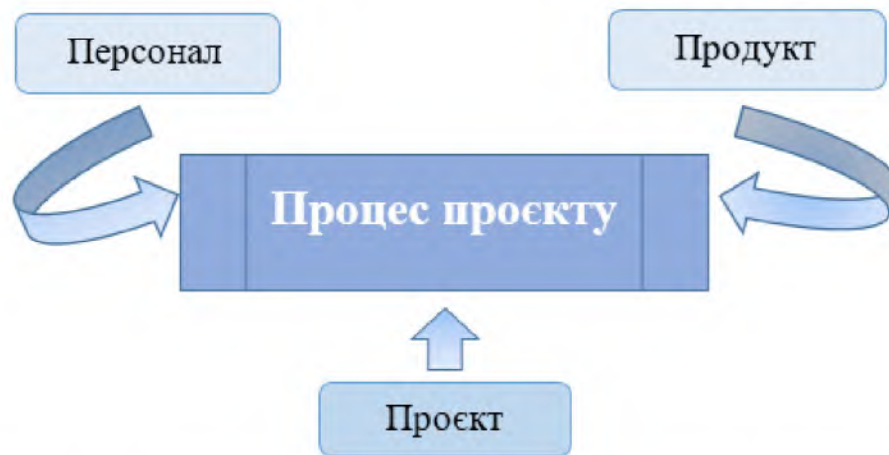 Персонал
Продукт
Процес проєкту
Проєкт